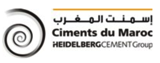 إسمنت المغرب
Ciments du Maroc
HEIDELBERGCEMENT Group